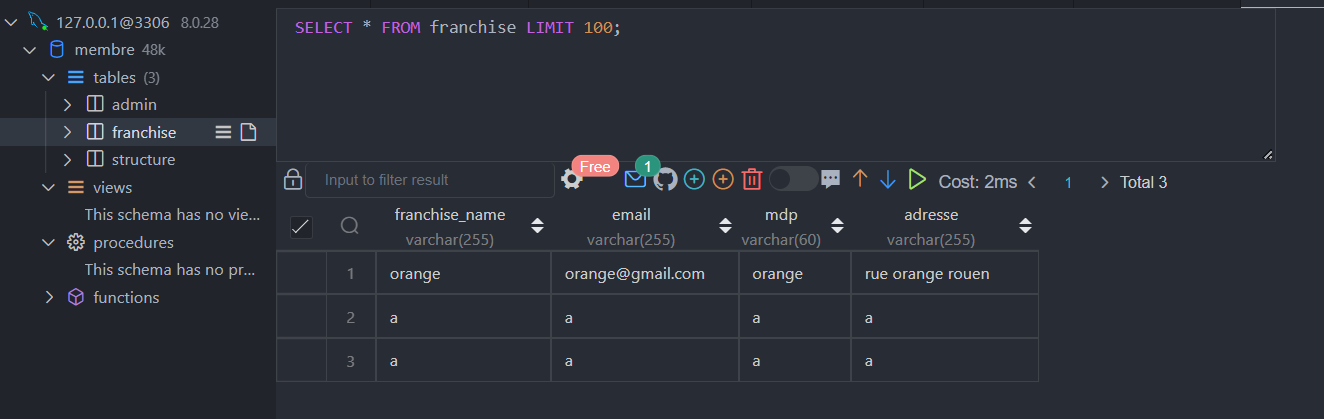 127.0.0.1@3306 8.0.28
membre 48k
tables (3)
admin
franchise
structure
views
This schema has no vie...
procedures
This schema has no pr...
functions
SELECT * FROM franchise LIMIT 100;
Free
1
Input to filter result
Cost: 2ms
1
Total 3
franchise_name email mdp adresse
varchar(255) varchar(255) varchar(60) varchar(255)
1 orange orange@gmail.com orange rue orange rouen
2 a a a a
3 a a a a